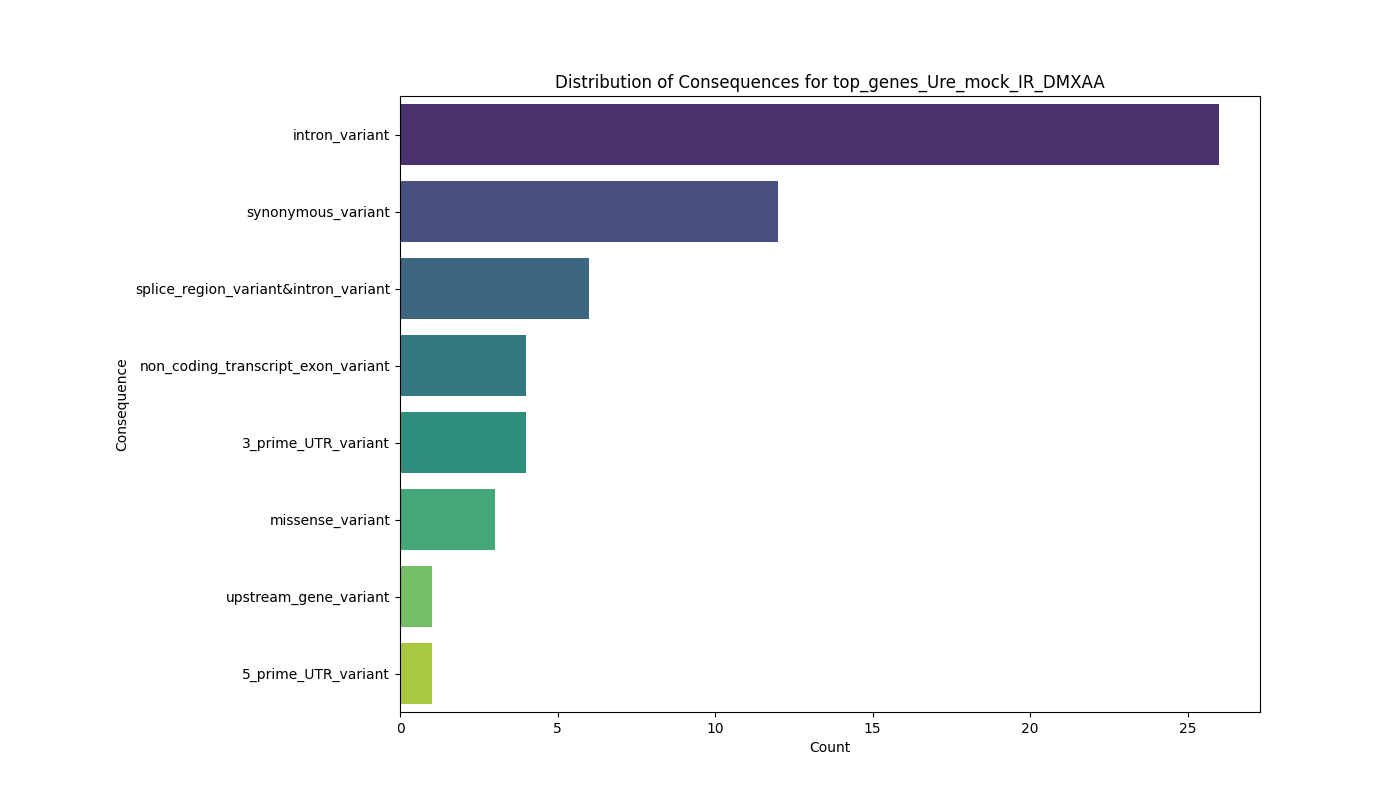 Distribution of Consequences for top_genes_Ure_mock_IR_DMXAA
Consequence
intron_variant
synonymous_variant
splice_region_variant&intron_variant
non_coding_transcript_exon_variant
3_prime_UTR_variant
missense_variant
upstream_gene_variant
5_prime_UTR_variant
0 5 10 15 20 25
Count